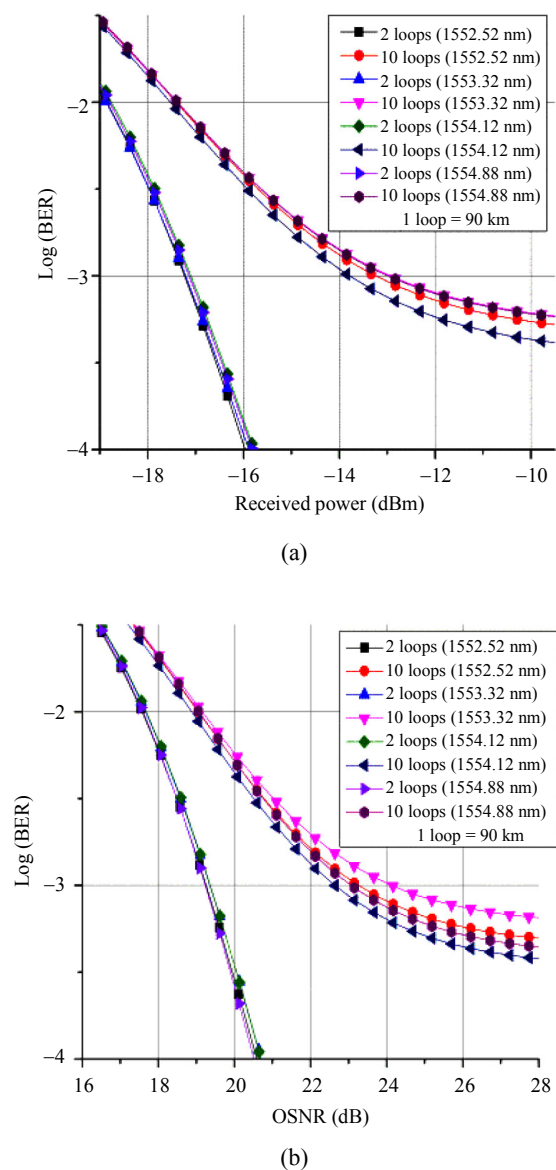 2 loops (1552.52 nm)
10 loops (1552.52 nm)
2 loops (1553.32 nm)
10 loops (1553.32 nm)
2 loops (1554.12 nm)
10 loops (1554.12 nm)
2 loops (1554.88 nm)
10 loops (1554.88 nm)
1 loop = 90 km
−2
−3
−4
Log (BER)
−18 −16 −14 −12 −10
Received power (dBm)
(a)
2 loops (1552.52 nm)
10 loops (1552.52 nm)
2 loops (1553.32 nm)
10 loops (1553.32 nm)
2 loops (1554.12 nm)
10 loops (1554.12 nm)
2 loops (1554.88 nm)
10 loops (1554.88 nm)
1 loop = 90 km
−2
−3
−4
Log (BER)
16 18 20 22 24 26 28
OSNR (dB)
(b)